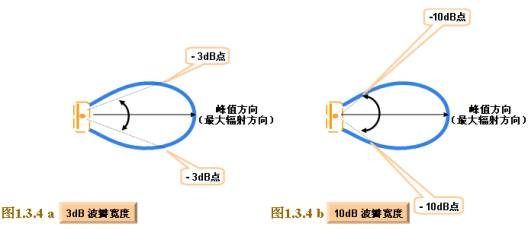 - 3dB点
峰值方向
(最大辐射方向)
- 3dB点
图1.3.4 a 3dB 波瓣宽度
-10dB点
峰值方向
(最大辐射方向)
- 10dB点
图1.3.4 b 10dB 波瓣宽度